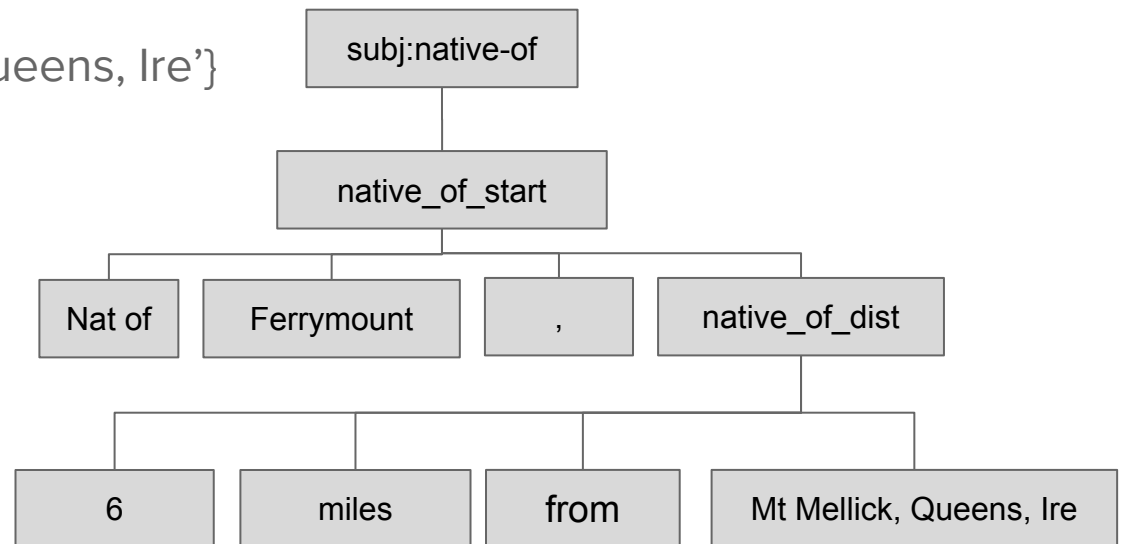 ueens, Ire’}
subj:native-of
native_of_start
Nat of
Ferrymount
,
native_of_dist
6
miles
from
Mt Mellick, Queens, Ire